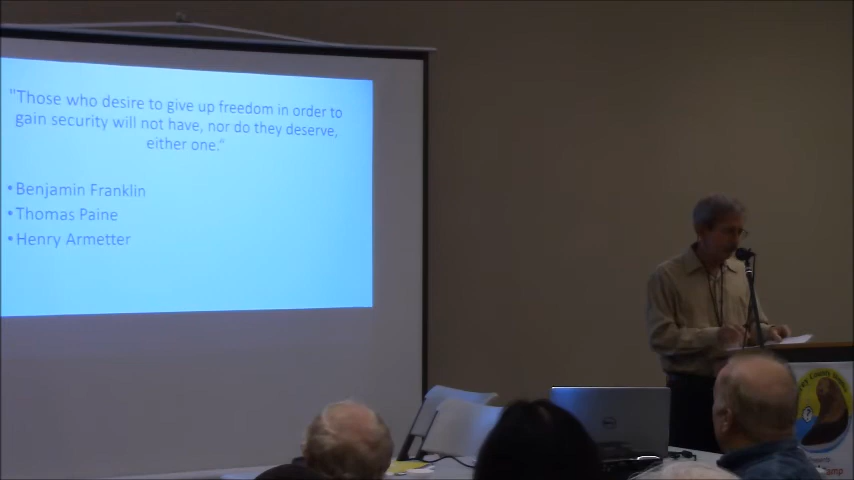 "Those who desire to give up freedom in order to
gain security will not have, nor do they deserve,
either one."
•Benjamin Franklin
•Thomas Paine
•Henry Armetter
DELL